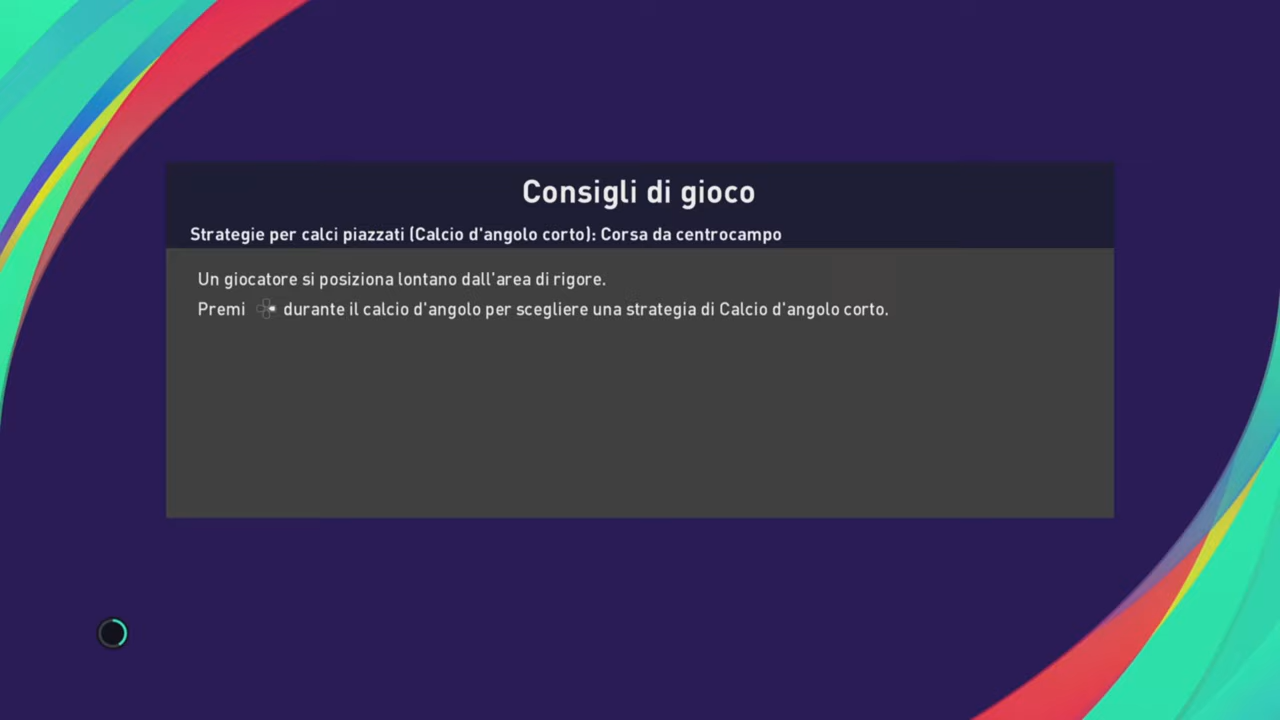 Consigli di gioco
Strategie per calci piazzati (Calcio d'angolo corto): Corsa da centrocampo
Un giocatore si posiziona lontano dall'area di rigore.
Premi durante il calcio d'angolo per scegliere una strategia di Calcio d'angolo corto.